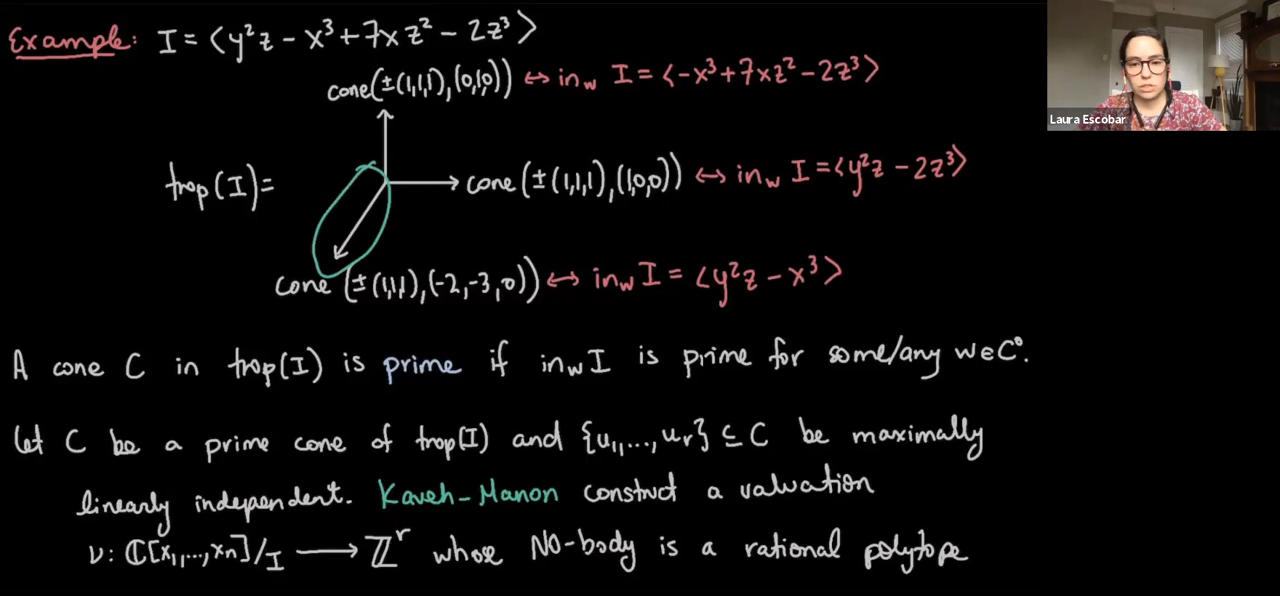 Example: I = ⟨y²z − x³ + 7xz² − 2z³⟩
cone(±(1,1,1), (0,1,0)) ↔ in_w I = ⟨−x³ + 7xz² − 2z³⟩
Laura Escobar
trop(I) =
cone(±(1,1,1), (1,0,0)) ↔ in_w I = ⟨y²z − 2z³⟩
cone(±(1,1,1), (−2,−3,0)) ↔ in_w I = ⟨y²z − x³⟩
A cone C in trop(I) is prime if in_w I is prime for some/any w∈C°.
Let C be a prime cone of trop(I) and {u₁,...,uᵣ} ⊆ C be maximally
linearly independent. Kaveh-Manon construct a valuation
ν: ℂ[x₁,...,xₙ]/I ⟶ ℤʳ whose NO-body is a rational polytope